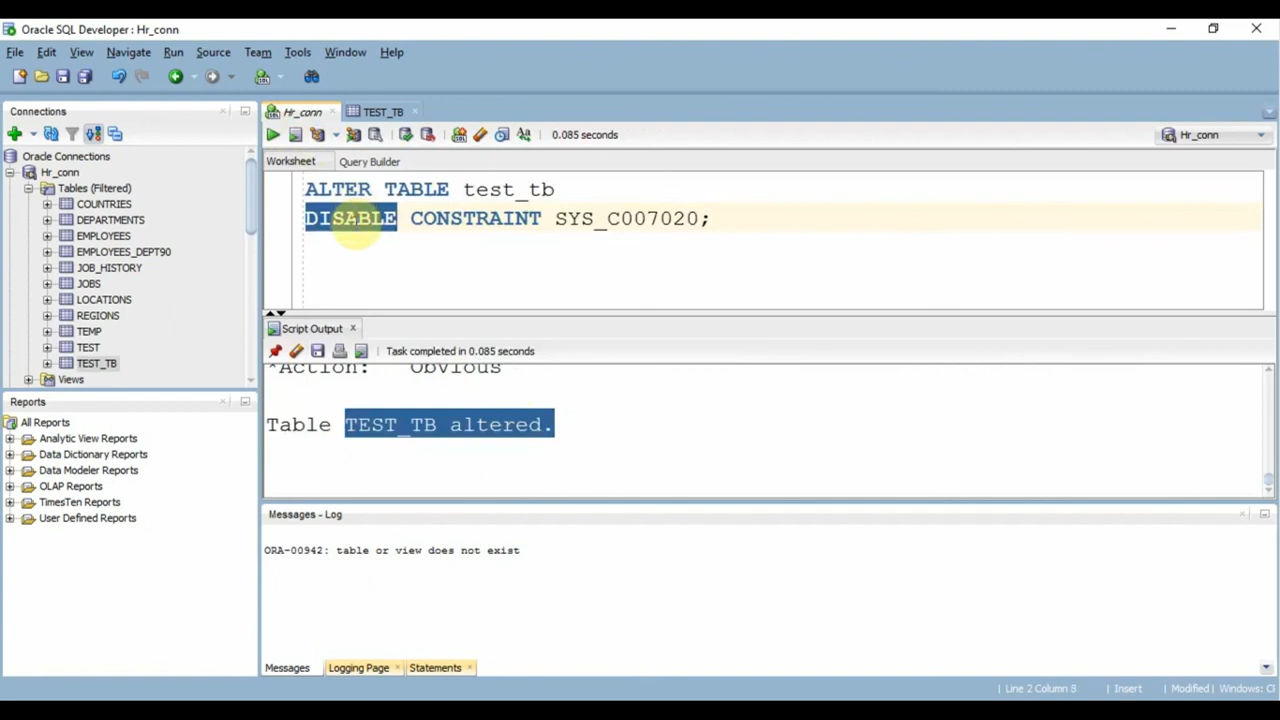 Oracle SQL Developer : Hr_conn
File Edit View Navigate Run Source Team Tools Window Help
Connections
Oracle Connections
Hr_conn
Tables (Filtered)
COUNTRIES
DEPARTMENTS
EMPLOYEES
EMPLOYEES_DEPT90
JOB_HISTORY
JOBS
LOCATIONS
REGIONS
TEMP
TEST
TEST_TB
Views
Reports
All Reports
Analytic View Reports
Data Dictionary Reports
Data Modeler Reports
OLAP Reports
TimesTen Reports
User Defined Reports
Hr_conn TEST_TB
0.085 seconds Hr_conn
Worksheet Query Builder
ALTER TABLE test_tb
DISABLE CONSTRAINT SYS_C007020;
Script Output
Task completed in 0.085 seconds
*Action: Obvious
Table TEST_TB altered.
Messages - Log
ORA-00942: table or view does not exist
Messages Logging Page Statements
Line 2 Column 8 Insert Modified Windows: Cl